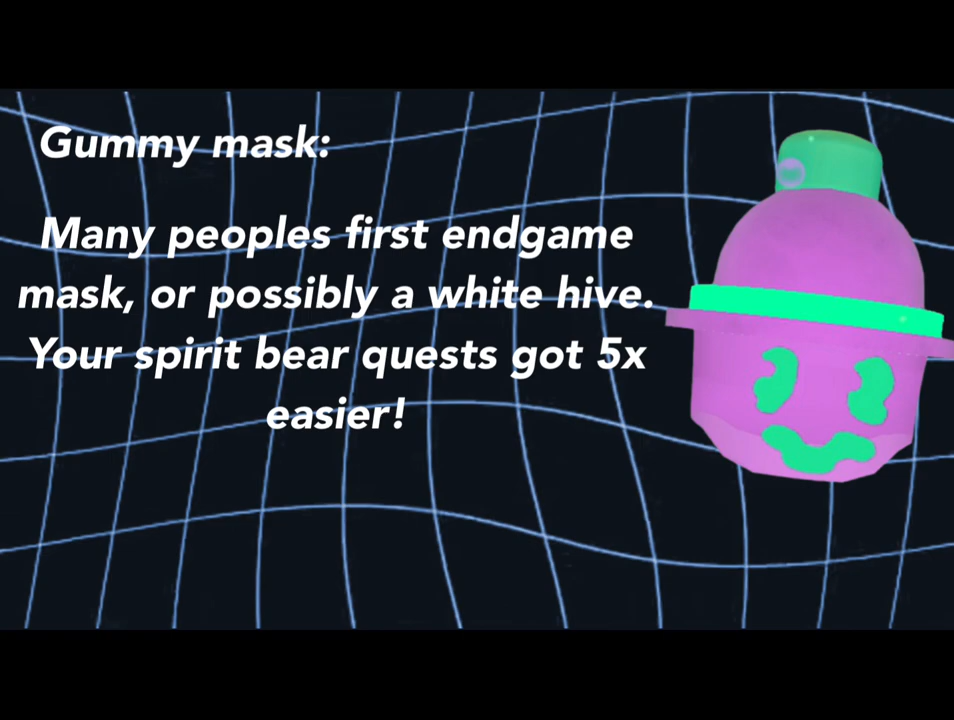 Gummy mask:
Many peoples first endgame
mask, or possibly a white hive.
Your spirit bear quests got 5x
easier!